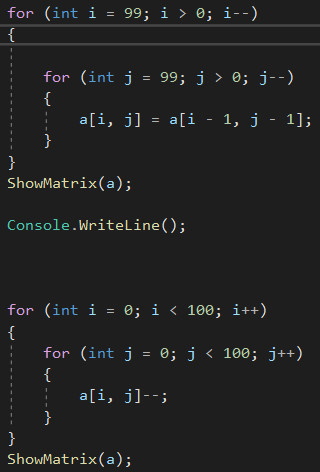 for (int i = 99; i > 0; i--)
{
for (int j = 99; j > 0; j--)
{
a[i, j] = a[i - 1, j - 1];
}
}
ShowMatrix(a);
Console.WriteLine();
for (int i = 0; i < 100; i++)
{
for (int j = 0; j < 100; j++)
{
a[i, j]--;
}
}
ShowMatrix(a);